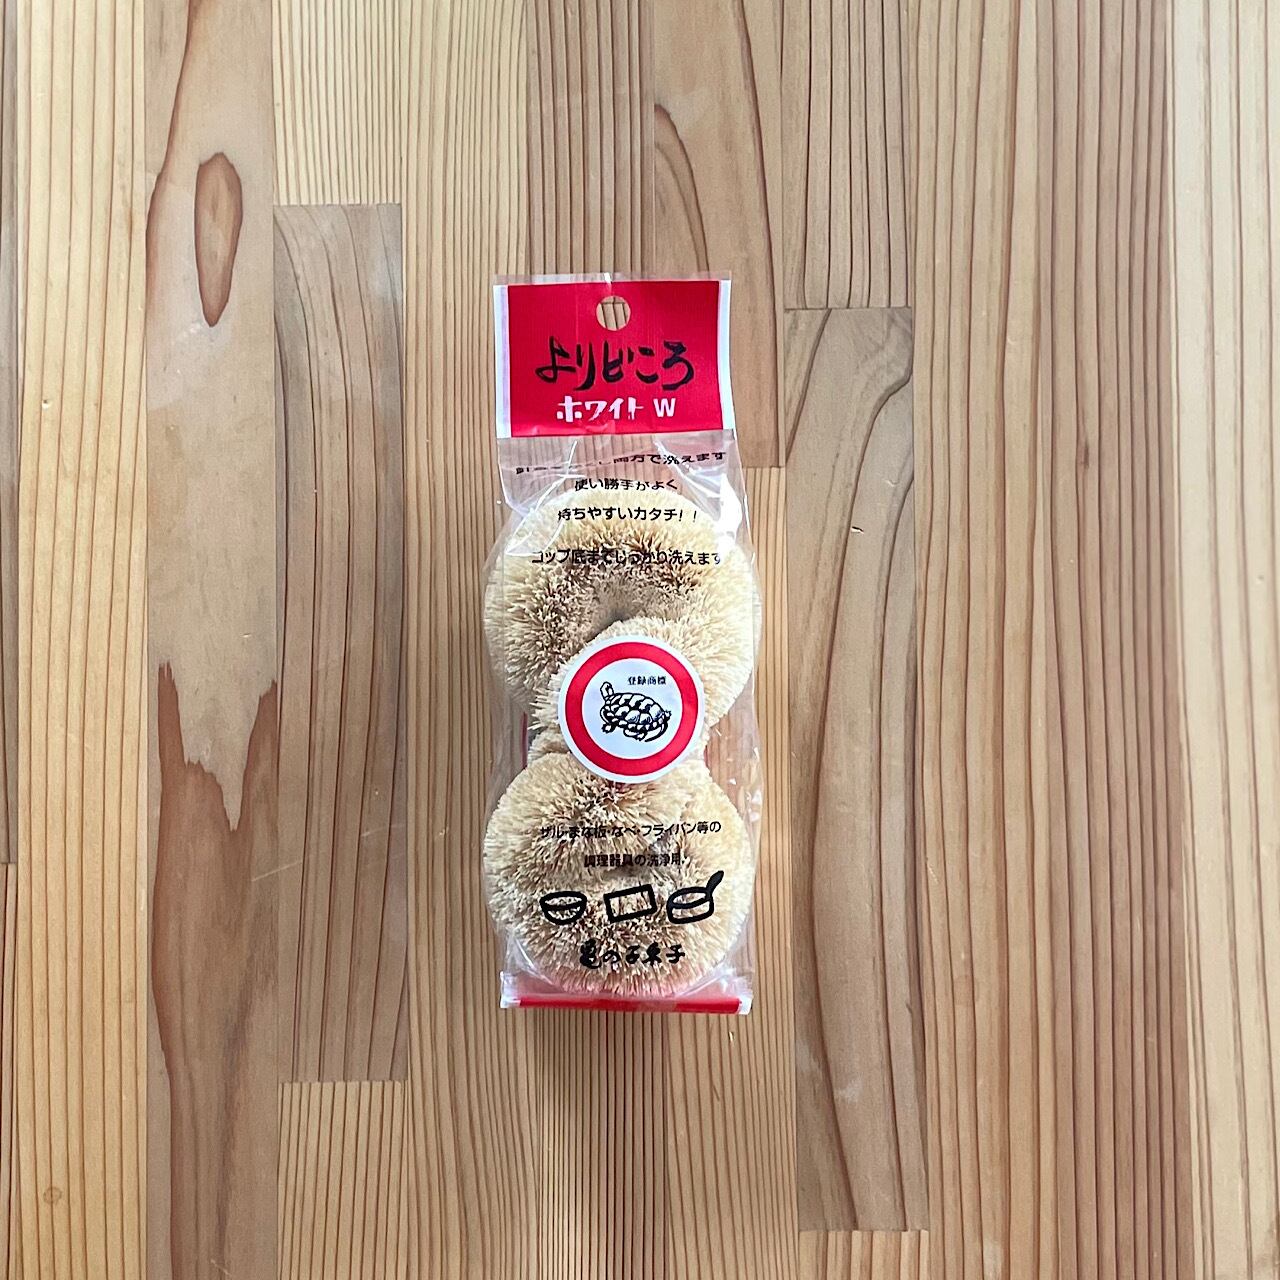 よりどころ
ホワイト W
両方で洗えます
使い勝手がよく
持ちやすいカタチ！！
コップ底までしっかり洗えます
登録商標
ザル・まな板・なべ・フライパン等の
調理器具の洗浄用。
亀の子束子